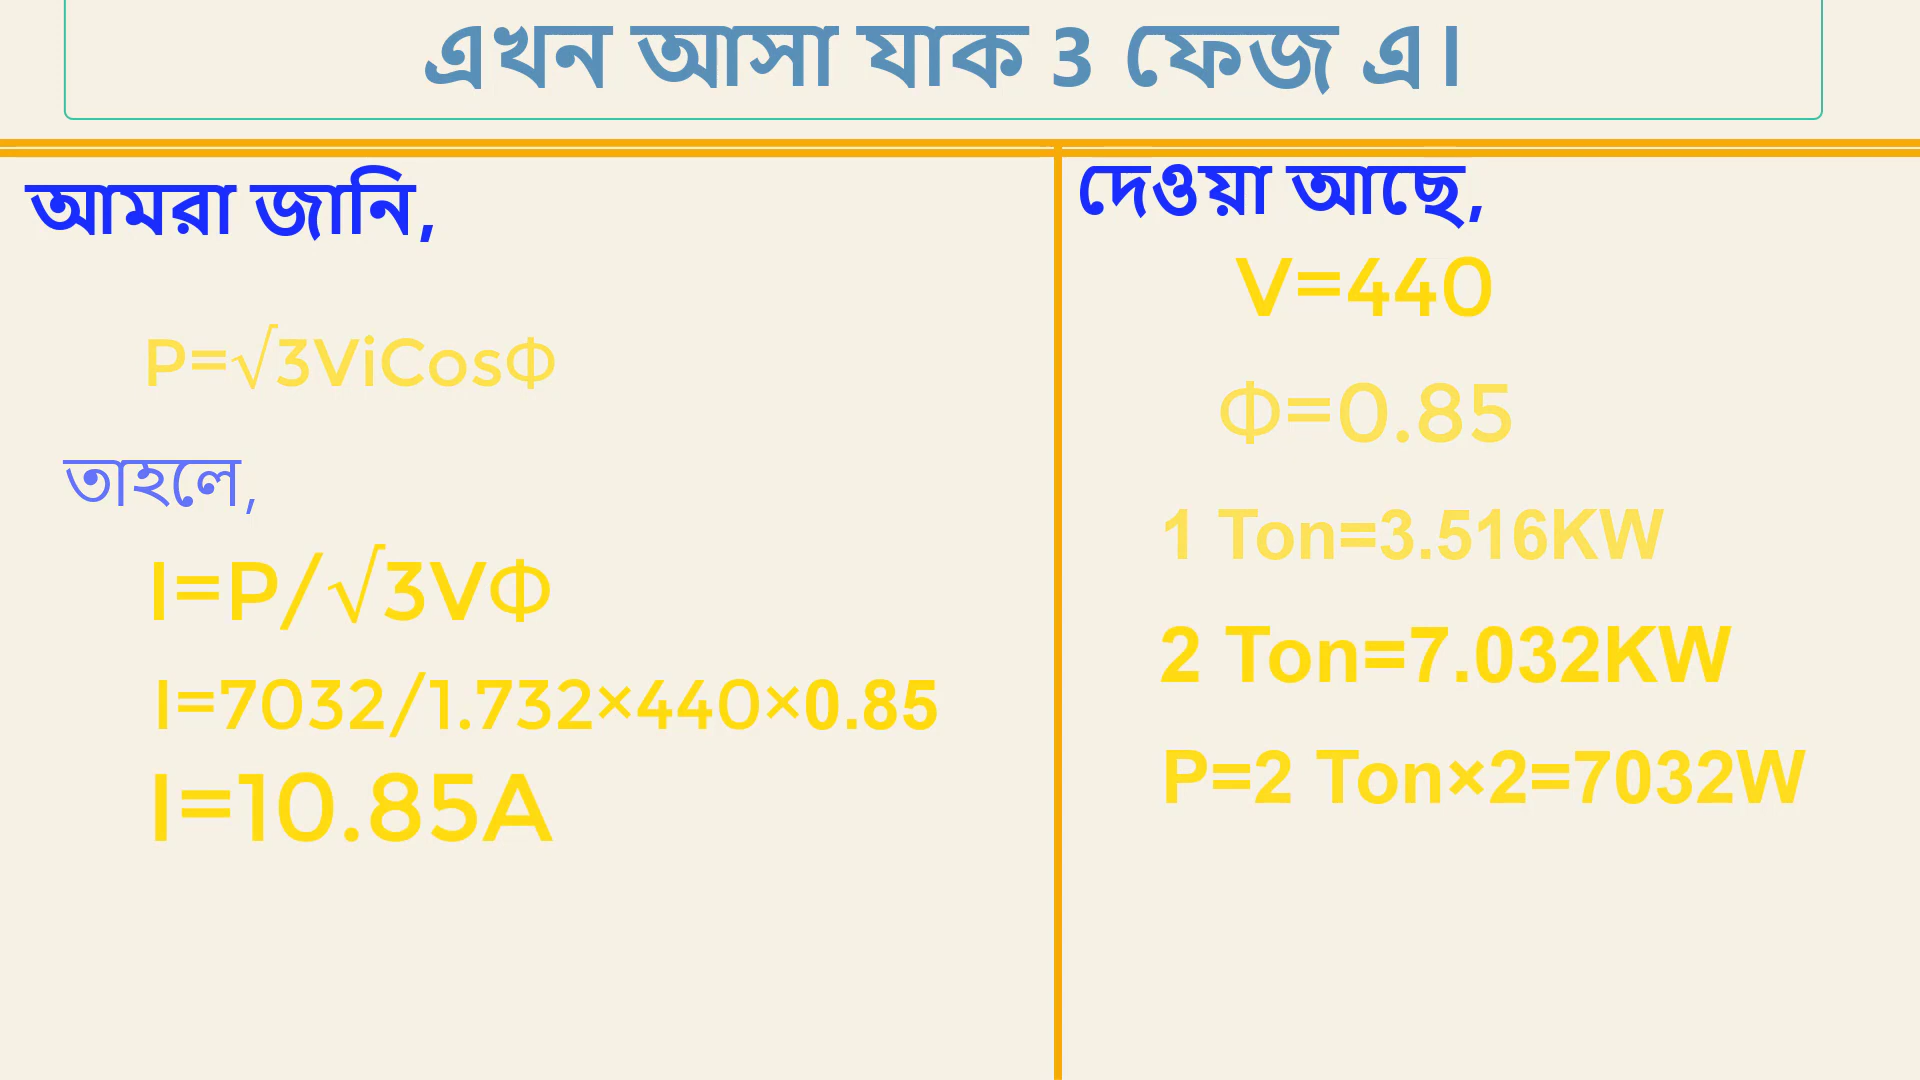 এখন আসা যাক 3 ফেজ এ।
আমরা জানি,
P=√3ViCosΦ
তাহলে,
I=P/√3VΦ
I=7032/1.732×440×0.85
I=10.85A
দেওয়া আছে,
V=440
Φ=0.85
1 Ton=3.516KW
2 Ton=7.032KW
P=2 Ton×2=7032W